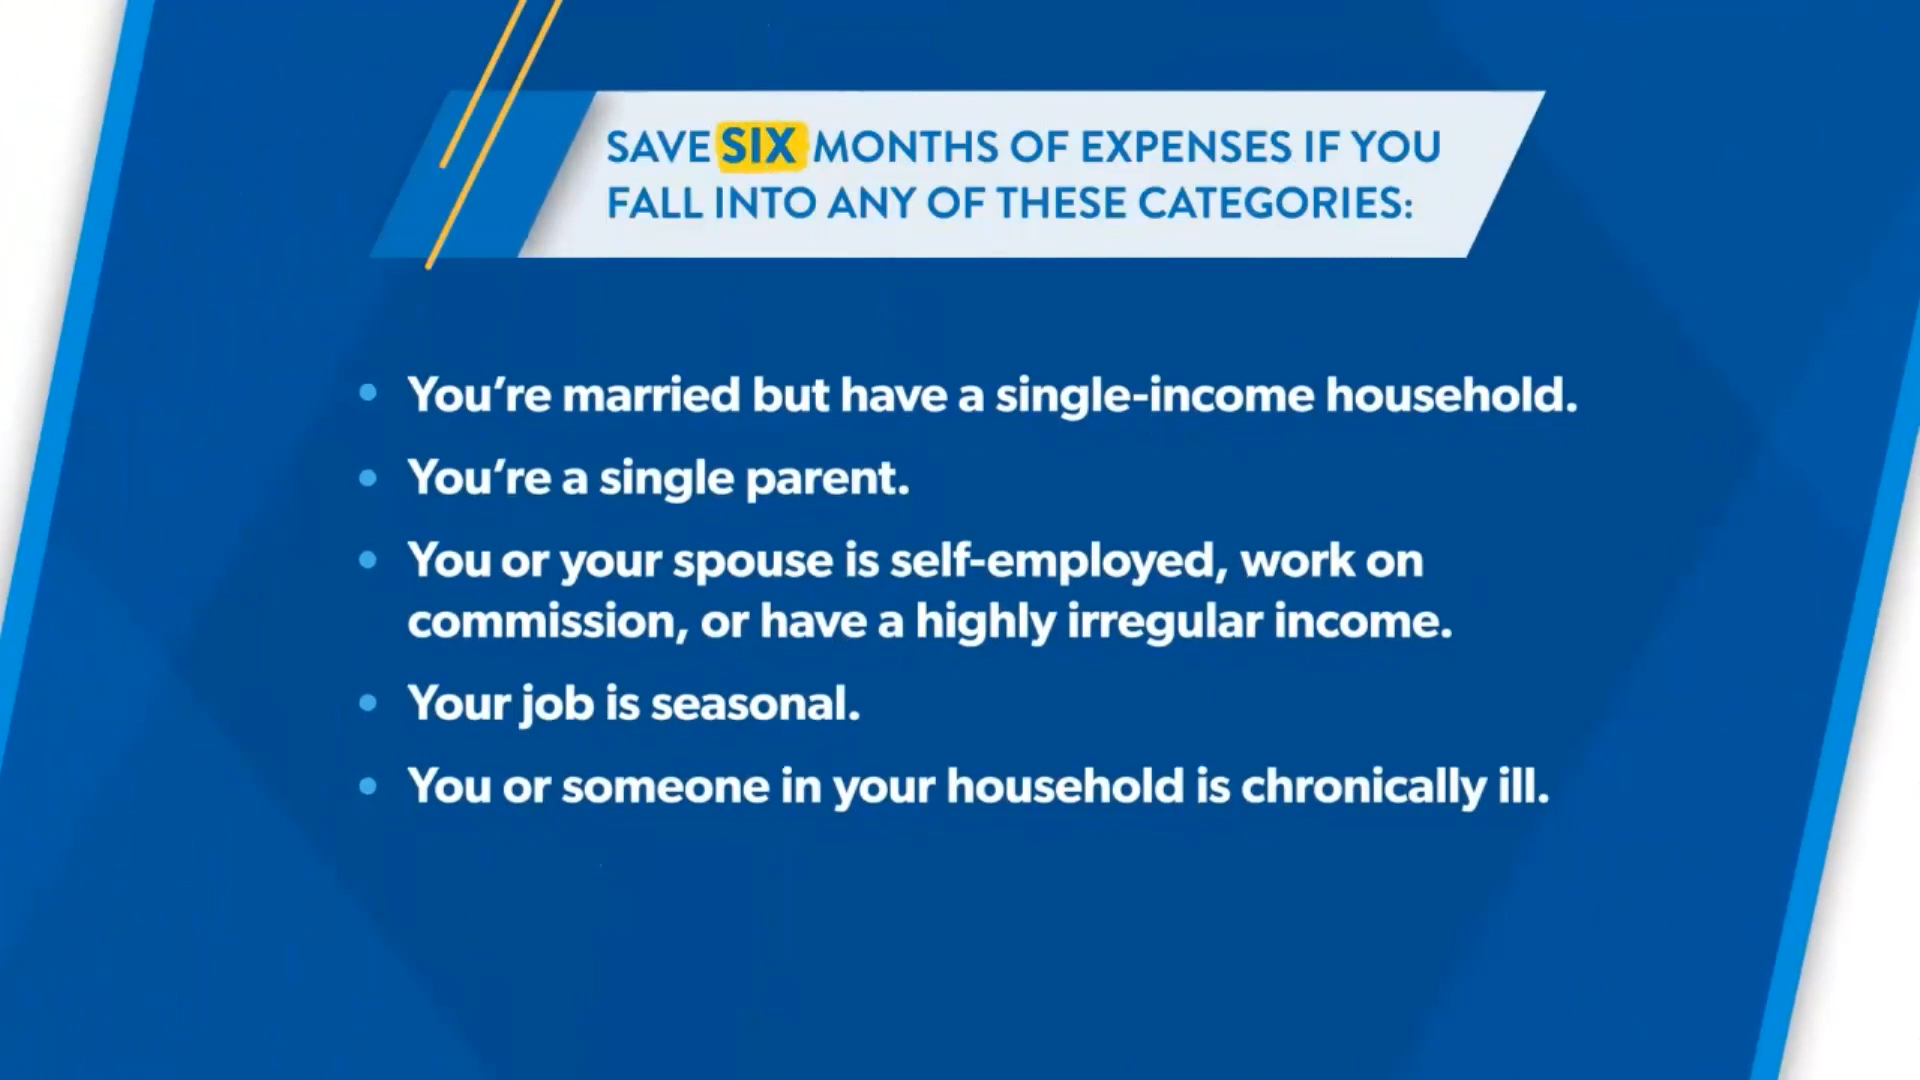 SAVE SIX MONTHS OF EXPENSES IF YOU
FALL INTO ANY OF THESE CATEGORIES:
• You’re married but have a single-income household.
• You’re a single parent.
• You or your spouse is self-employed, work on
commission, or have a highly irregular income.
• Your job is seasonal.
• You or someone in your household is chronically ill.